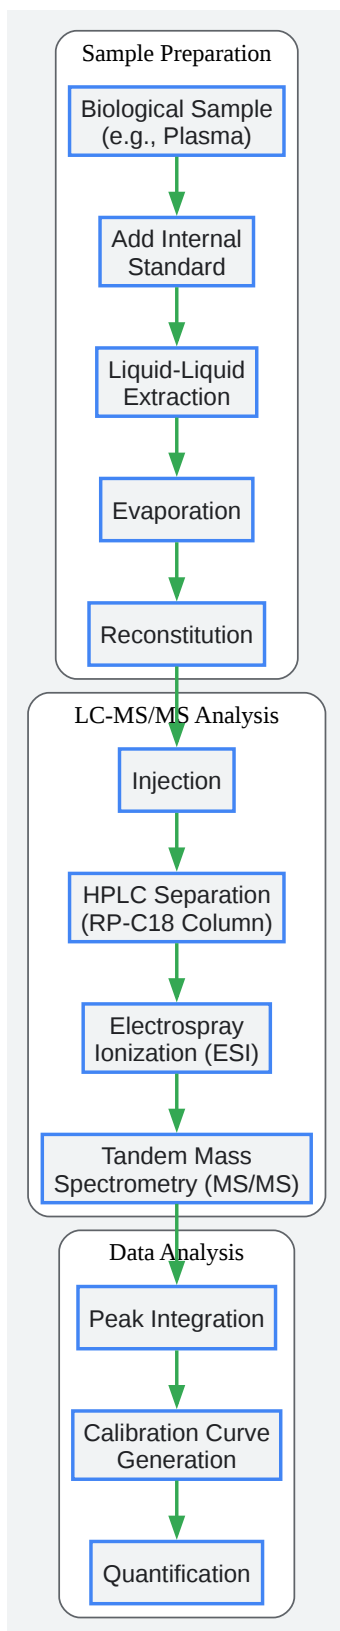 Sample Preparation
Biological Sample
(e.g., Plasma)
Add Internal
Standard
Liquid-Liquid
Extraction
Evaporation
Reconstitution
LC-MS/MS Analysis
Injection
HPLC Separation
(RP-C18 Column)
Electrospray
Ionization (ESI)
Tandem Mass
Spectrometry (MS/MS)
Data Analysis
Peak Integration
Calibration Curve
Generation
Quantification